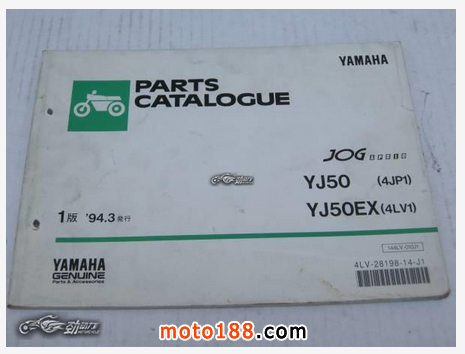 PARTS
CATALOGUE
YAMAHA
JOG APRIO
YJ50 (4JP1)
YJ50EX (4LV1)
1版 '94.3 発行
YAMAHA
GENUINE
Parts & Accessories
4LV-28198-14-J1
moto188.com